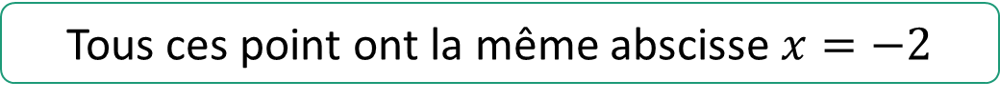 Tous ces point ont la même abscisse x = −2